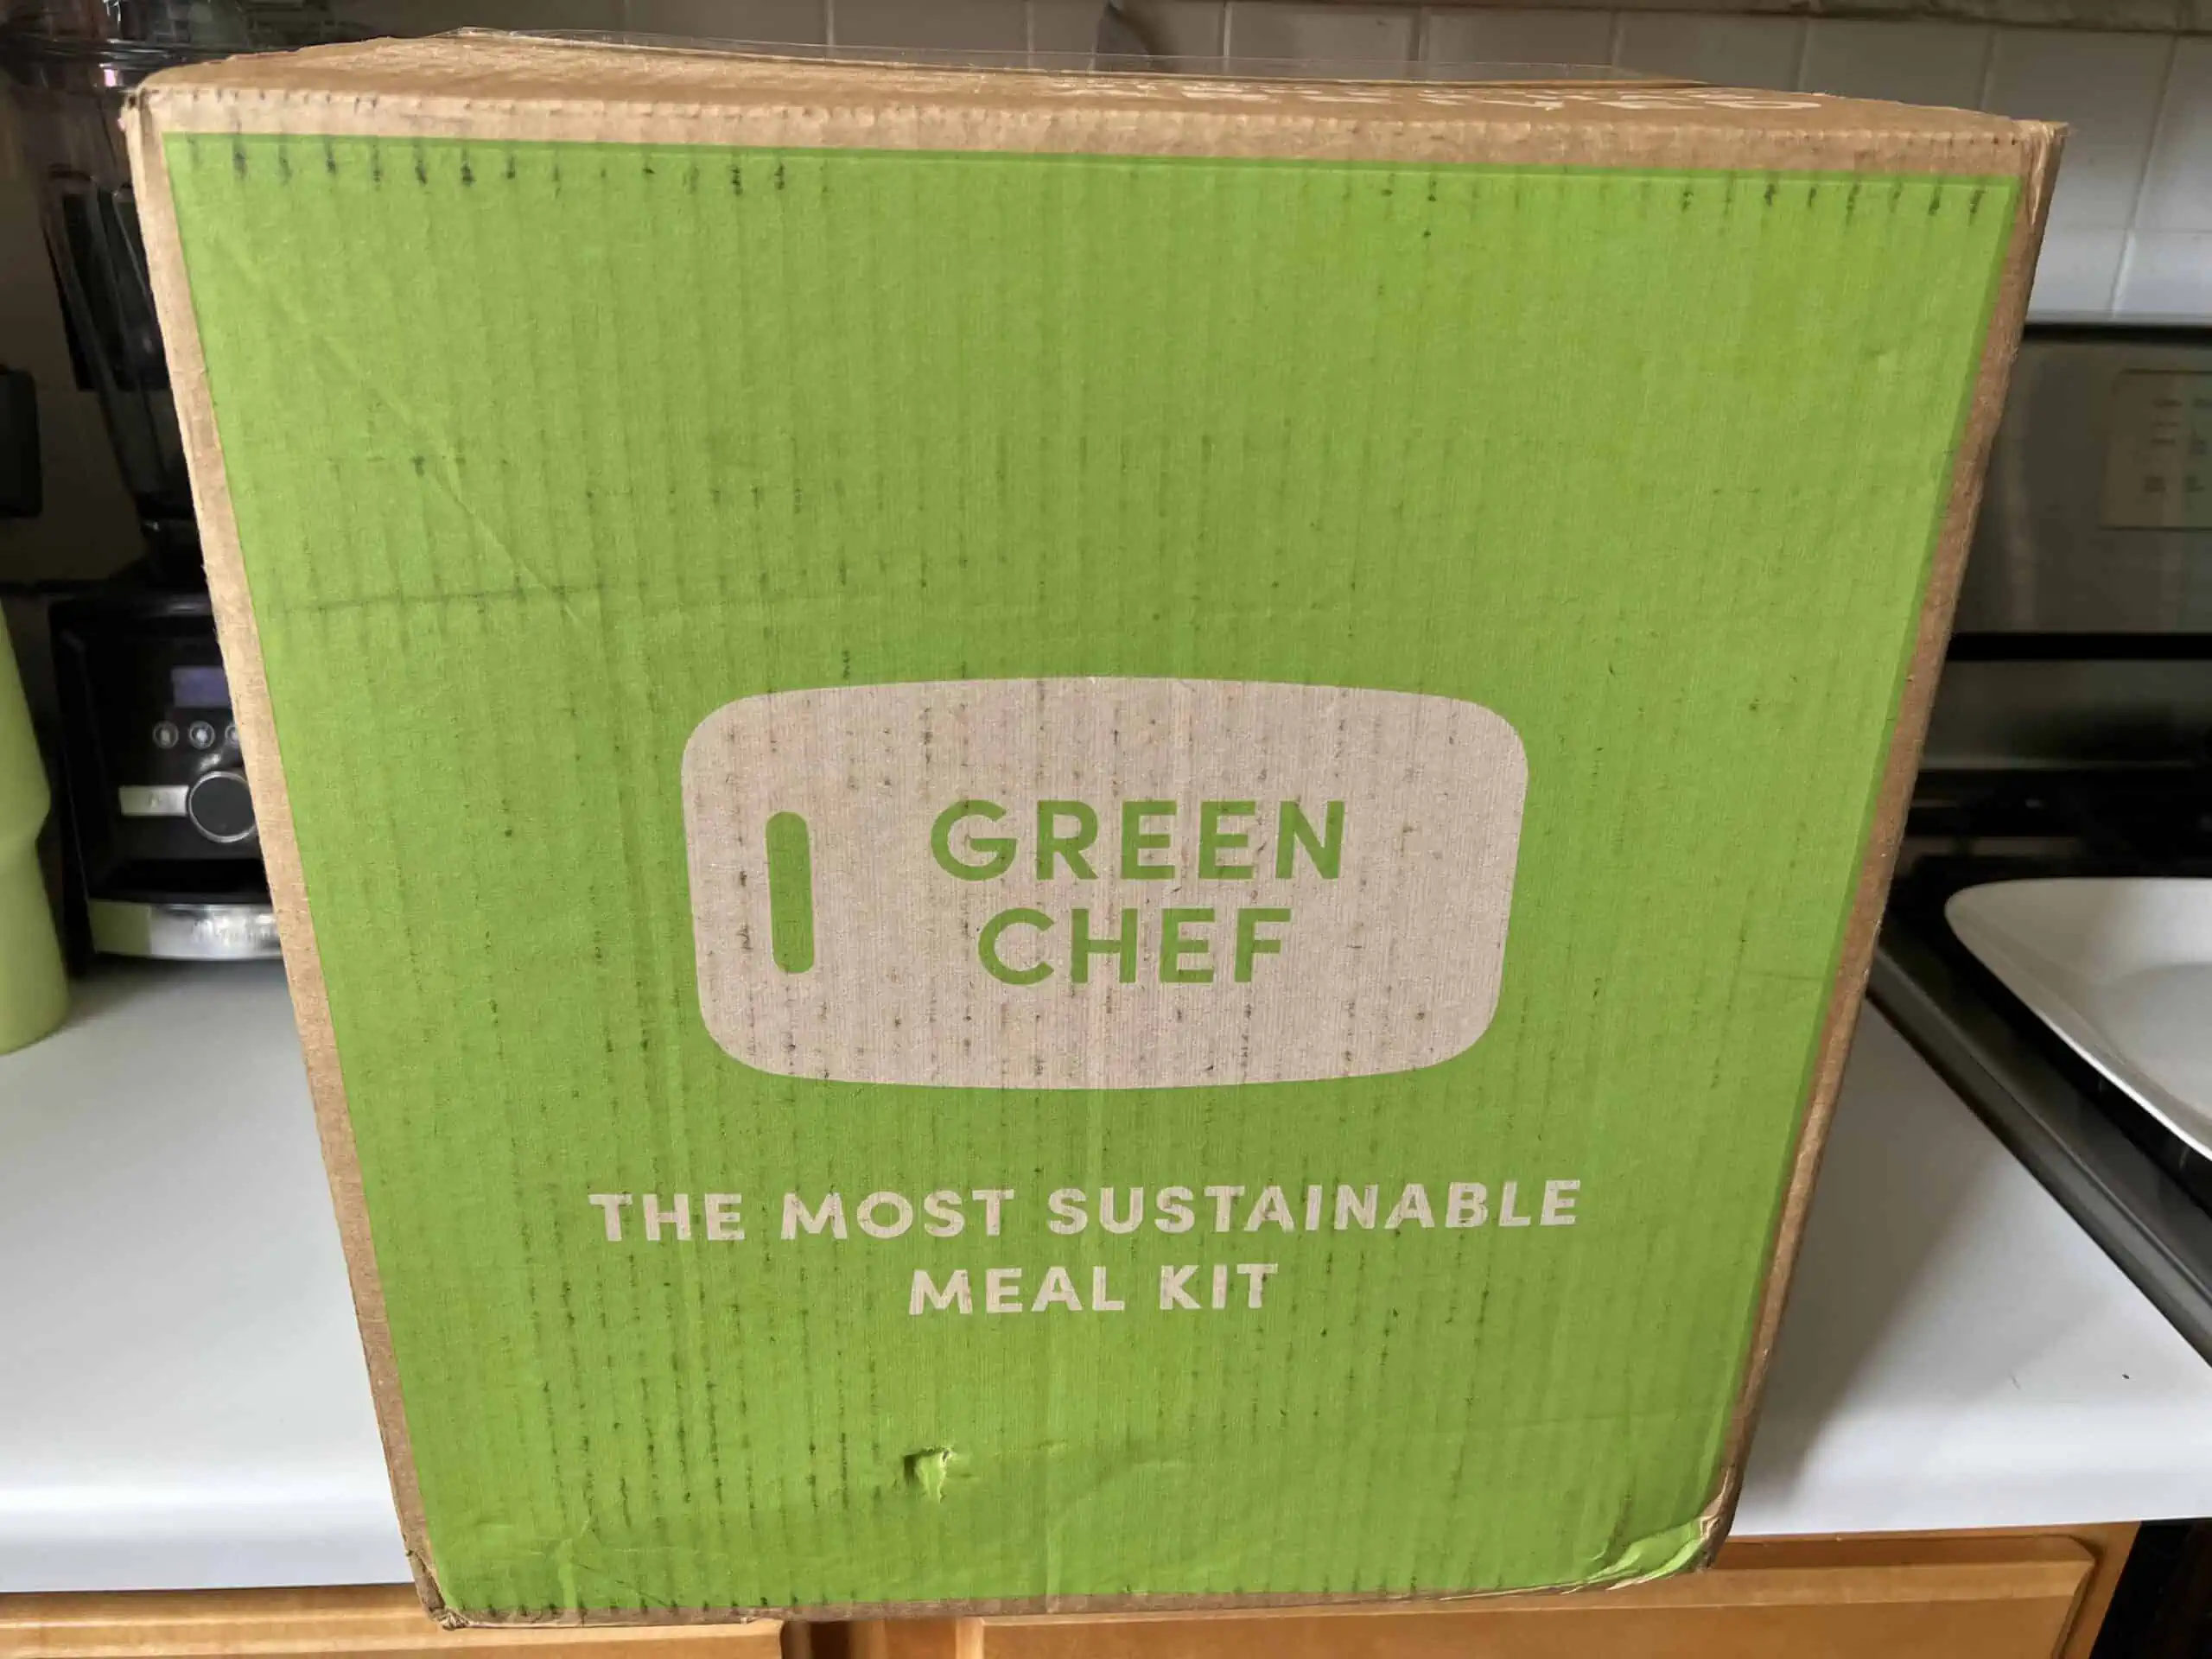 GREEN
CHEF
THE MOST SUSTAINABLE
MEAL KIT